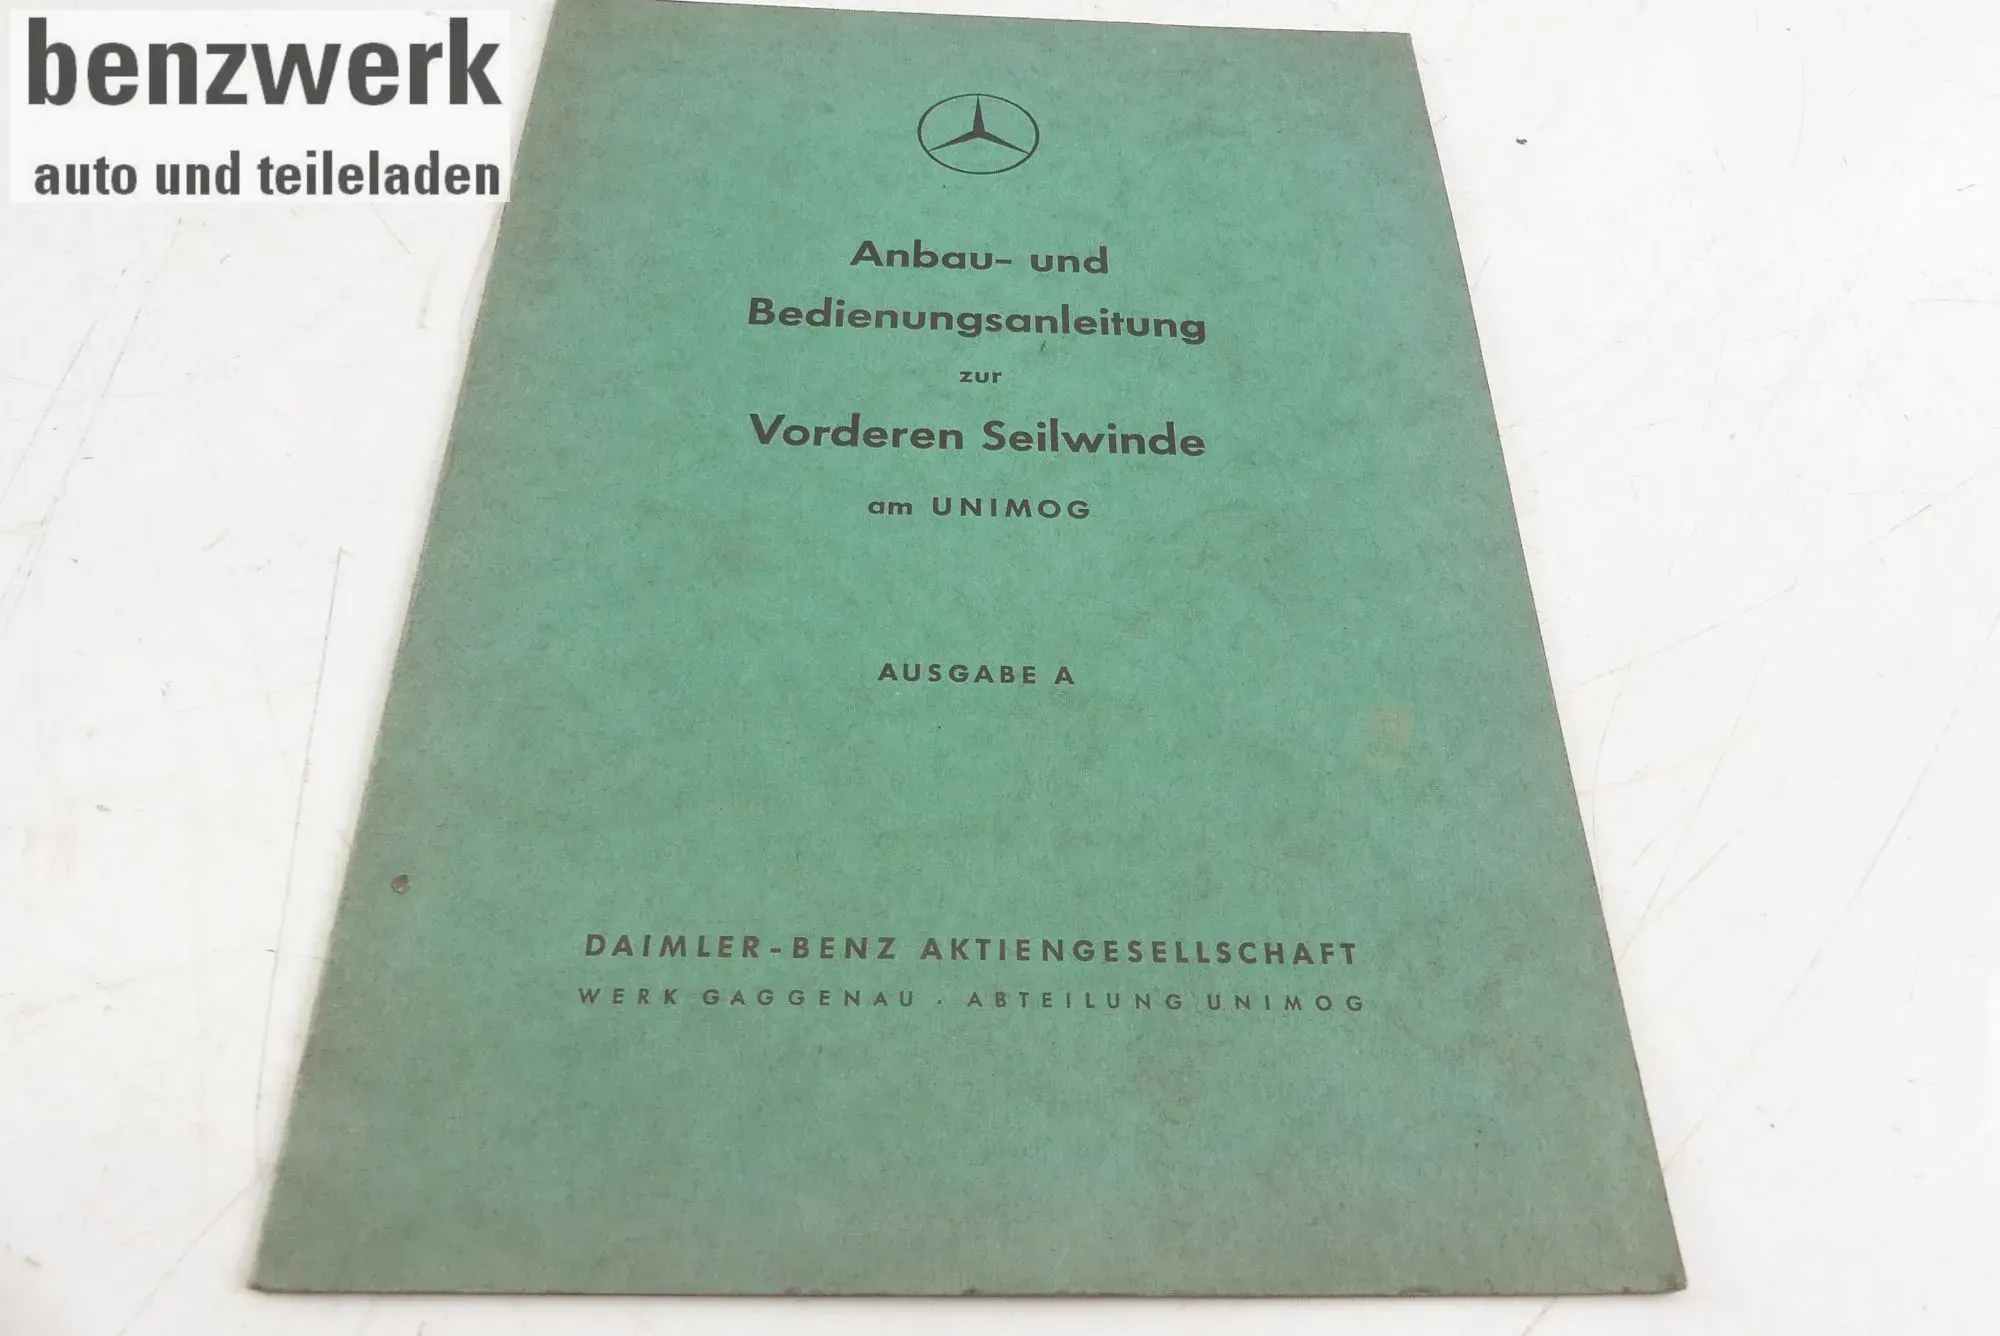 benzwerk
auto und teileladen
Anbau- und
Bedienungsanleitung
zur
Vorderen Seilwinde
am UNIMOG
AUSGABE A
DAIMLER-BENZ AKTIENGESELLSCHAFT
WERK GAGGENAU · ABTEILUNG UNIMOG